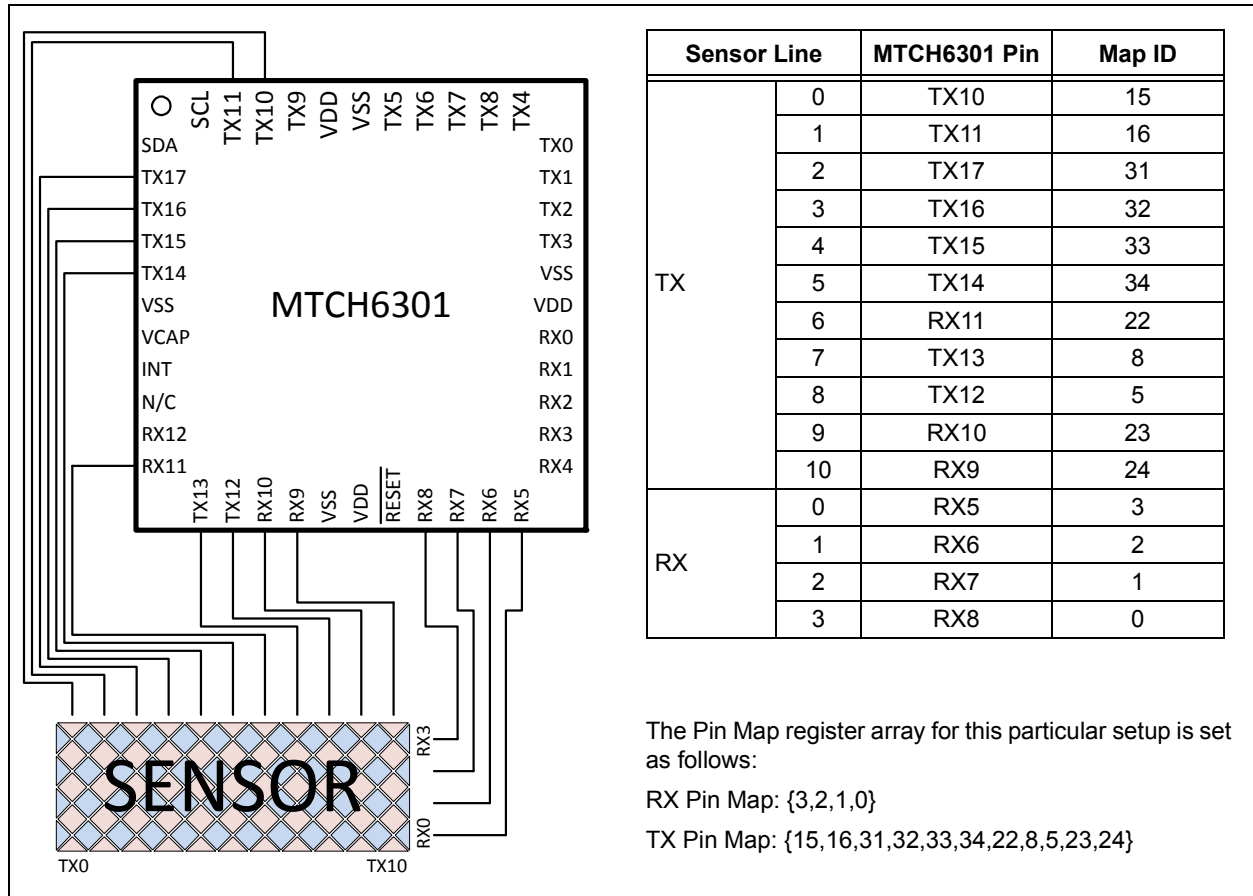 SCL
TX11
TX10
TX9
VDD
VSS
TX5
TX6
TX7
TX8
TX4
SDA
TX17
TX16
TX15
TX14
VSS
VCAP
INT
N/C
RX12
RX11
MTCH6301
TX0
TX1
TX2
TX3
VSS
VDD
RX0
RX1
RX2
RX3
RX4
TX13
TX12
RX10
RX9
VSS
VDD
RESET
RX8
RX7
RX6
RX5
SENSOR
RX3
RX0
TX0
TX10
Sensor Line MTCH6301 Pin Map ID
TX
0 TX10 15
1 TX11 16
2 TX17 31
3 TX16 32
4 TX15 33
5 TX14 34
6 RX11 22
7 TX13 8
8 TX12 5
9 RX10 23
10 RX9 24
RX
0 RX5 3
1 RX6 2
2 RX7 1
3 RX8 0
The Pin Map register array for this particular setup is set
as follows:
RX Pin Map: {3,2,1,0}
TX Pin Map: {15,16,31,32,33,34,22,8,5,23,24}